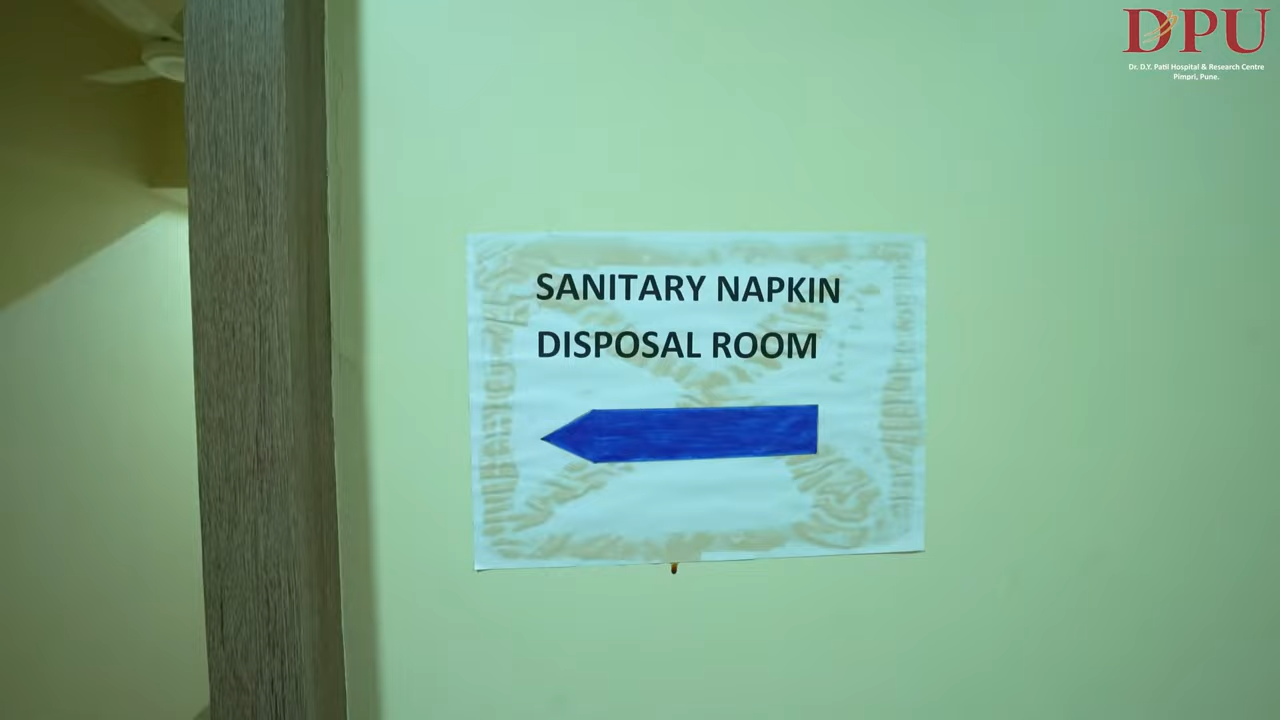 DPU
Dr. D.Y. Patil Hospital & Research Centre
Pimpri, Pune.
SANITARY NAPKIN
DISPOSAL ROOM